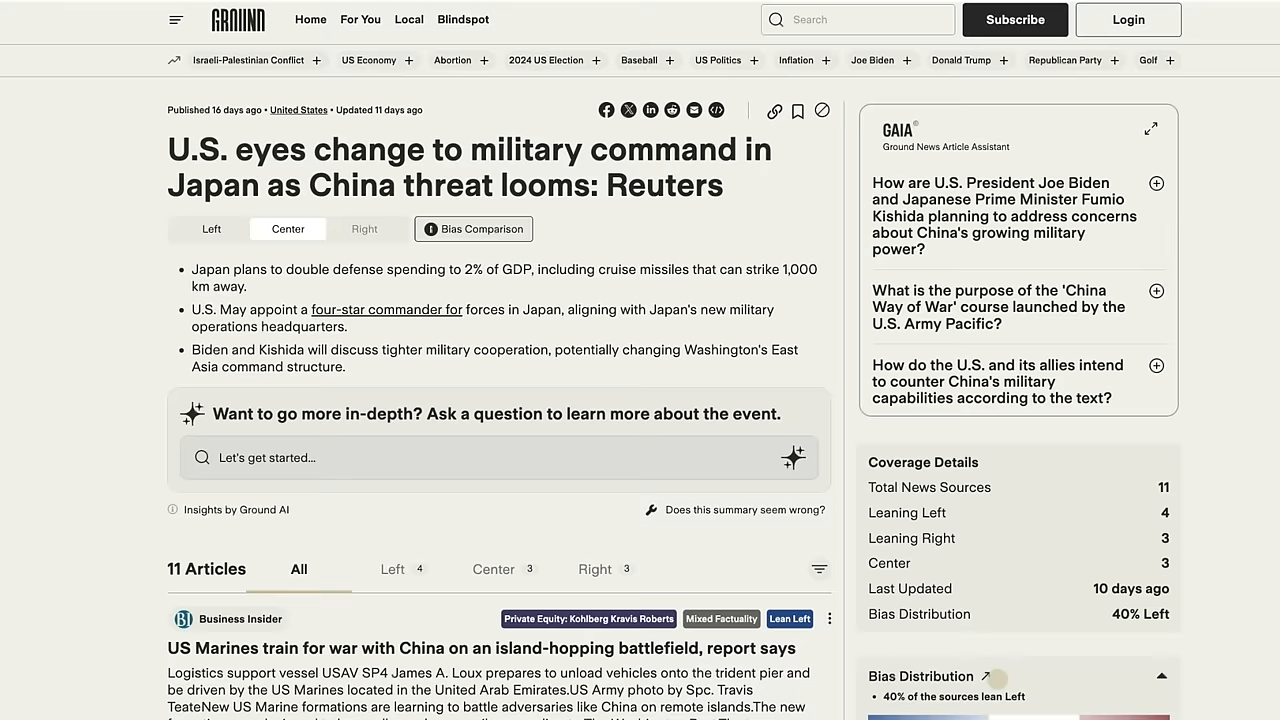 GROUND
Home
For You
Local
Blindspot
Search
Subscribe
Login
Israeli-Palestinian Conflict +
US Economy +
Abortion +
2024 US Election +
Baseball +
US Politics +
Inflation +
Joe Biden +
Donald Trump +
Republican Party +
Golf +
Published 16 days ago • United States • Updated 11 days ago
U.S. eyes change to military command in
Japan as China threat looms: Reuters
Left
Center
Right
Bias Comparison
• Japan plans to double defense spending to 2% of GDP, including cruise missiles that can strike 1,000
km away.
• U.S. May appoint a four-star commander for forces in Japan, aligning with Japan's new military
operations headquarters.
• Biden and Kishida will discuss tighter military cooperation, potentially changing Washington's East
Asia command structure.
Want to go more in-depth? Ask a question to learn more about the event.
Let's get started...
Insights by Ground AI
Does this summary seem wrong?
11 Articles
All
Left 4
Center 3
Right 3
Business Insider
Private Equity: Kohlberg Kravis Roberts
Mixed Factuality
Lean Left
US Marines train for war with China on an island-hopping battlefield, report says
Logistics support vessel USAV SP4 James A. Loux prepares to unload vehicles onto the trident pier and
be driven by the US Marines located in the United Arab Emirates.US Army photo by Spc. Travis
TeateNew US Marine formations are learning to battle adversaries like China on remote islands.The new
GAIA
Ground News Article Assistant
How are U.S. President Joe Biden
and Japanese Prime Minister Fumio
Kishida planning to address concerns
about China's growing military
power?
What is the purpose of the 'China
Way of War' course launched by the
U.S. Army Pacific?
How do the U.S. and its allies intend
to counter China's military
capabilities according to the text?
Coverage Details
Total News Sources 11
Leaning Left 4
Leaning Right 3
Center 3
Last Updated 10 days ago
Bias Distribution 40% Left
Bias Distribution
• 40% of the sources lean Left